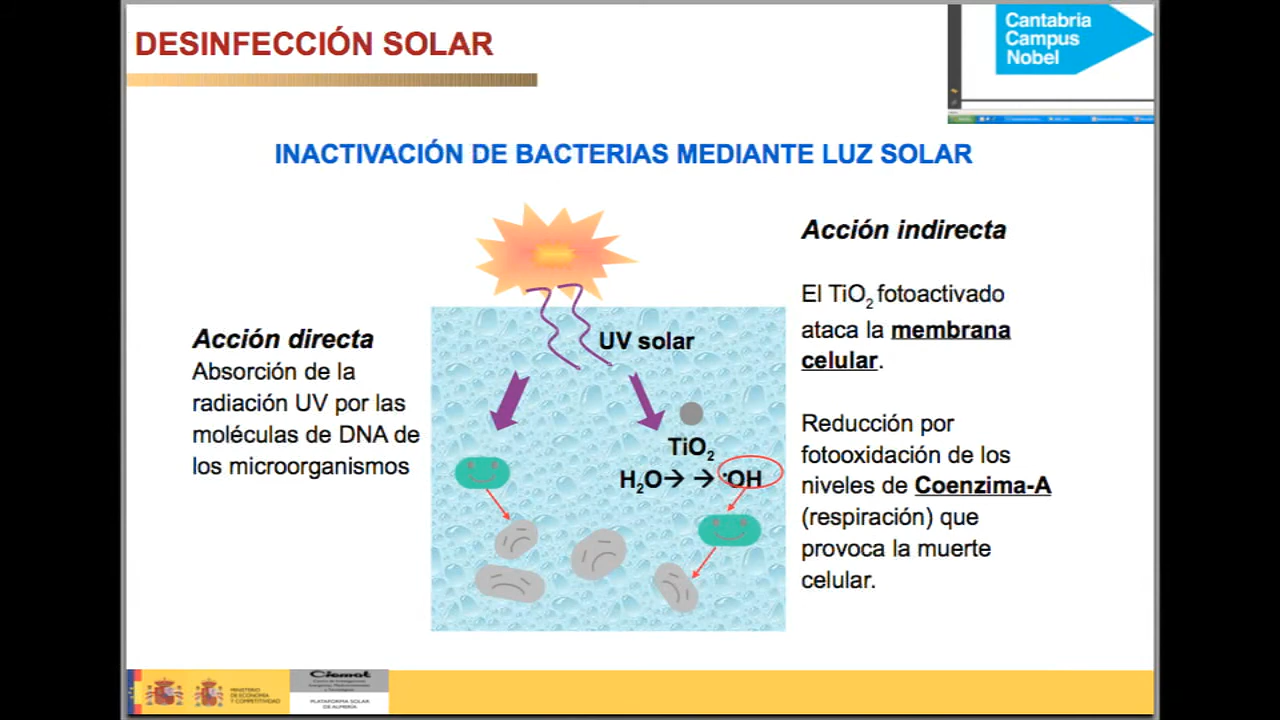 DESINFECCIÓN SOLAR
Cantabria
Campus
Nobel
INACTIVACIÓN DE BACTERIAS MEDIANTE LUZ SOLAR
Acción directa
Absorción de la
radiación UV por las
moléculas de DNA de
los microorganismos
UV solar
TiO₂
H₂O→ → •OH
Acción indirecta
El TiO₂ fotoactivado
ataca la membrana
celular.
Reducción por
fotooxidación de los
niveles de Coenzima-A
(respiración) que
provoca la muerte
celular.
MINISTERIO
DE ECONOMÍA
Y COMPETITIVIDAD
Ciemat
PLATAFORMA SOLAR
DE ALMERÍA